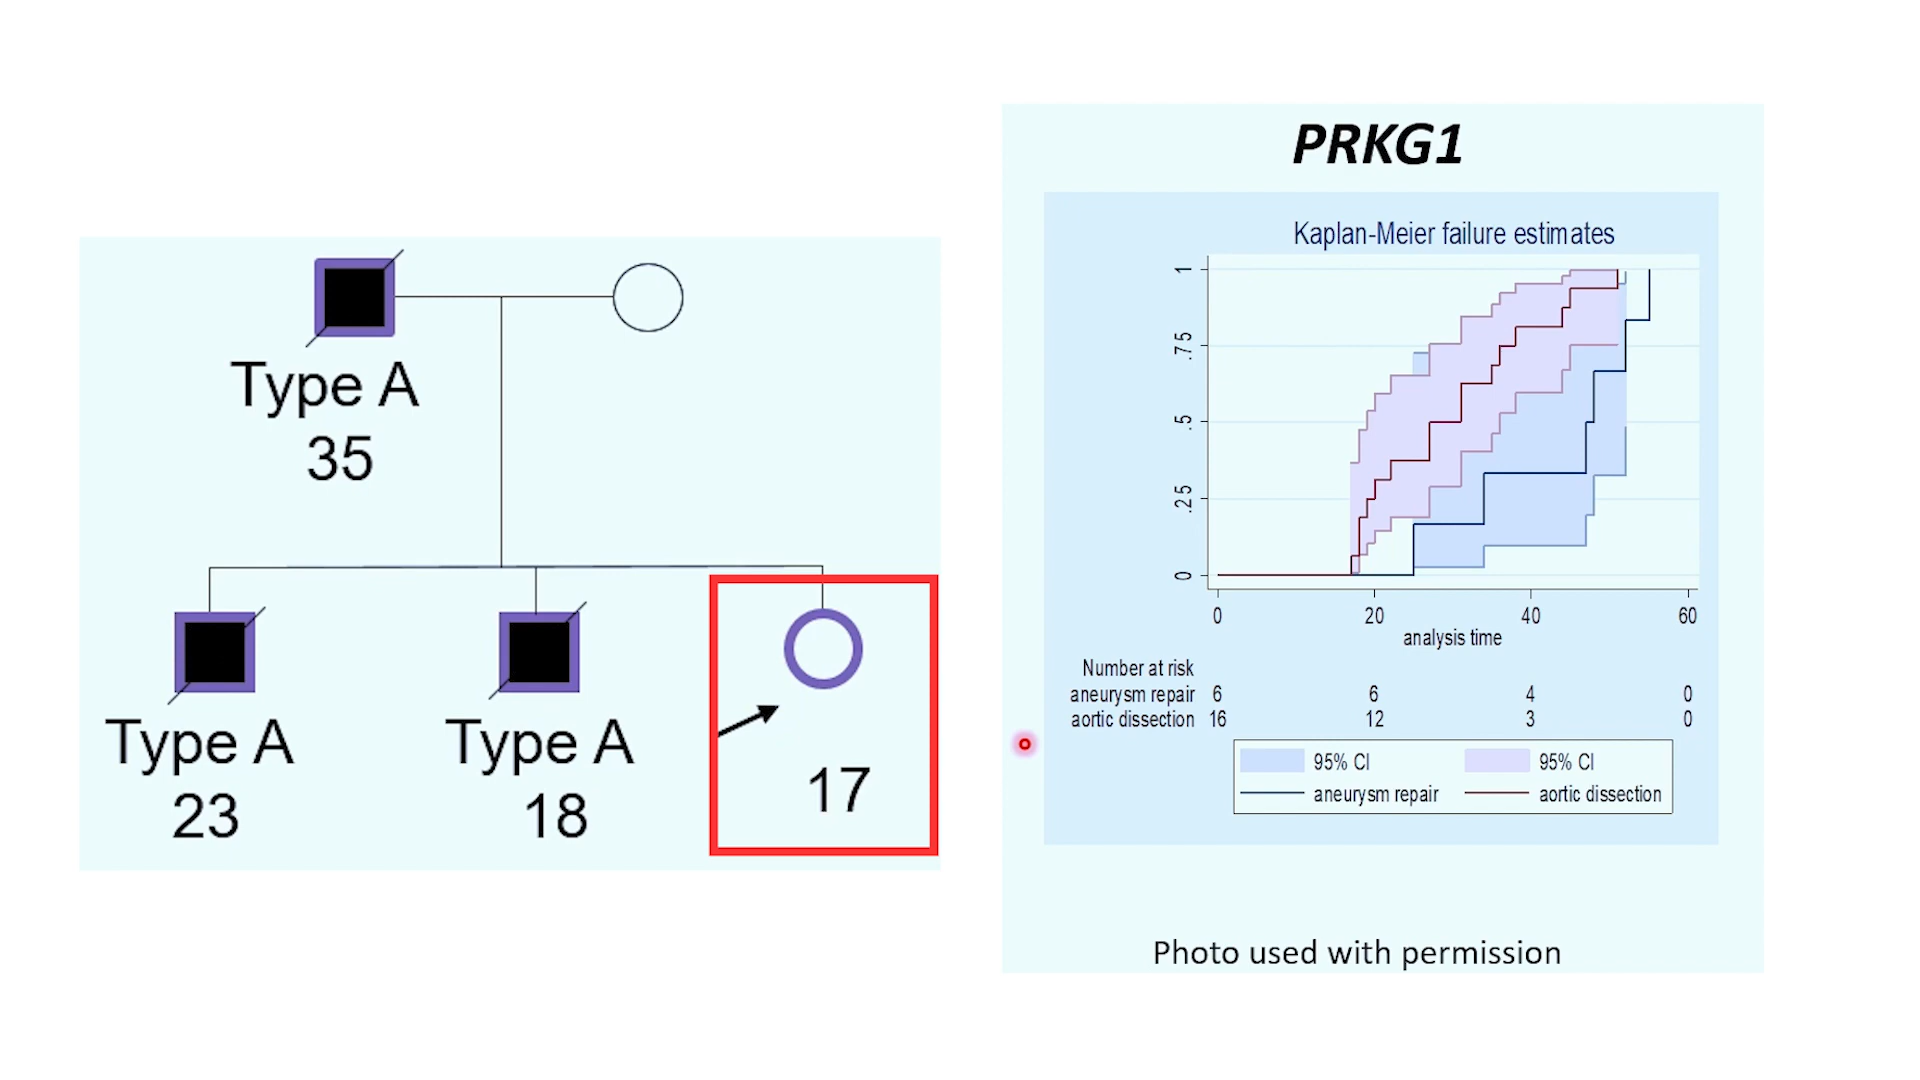 Type A
35
Type A
23
Type A
18
17
PRKG1
Kaplan-Meier failure estimates
1
.75
.5
.25
0
0 20 40 60
analysis time
Number at risk
aneurysm repair 6 6 4 0
aortic dissection 16 12 3 0
95% CI 95% CI
aneurysm repair aortic dissection
Photo used with permission